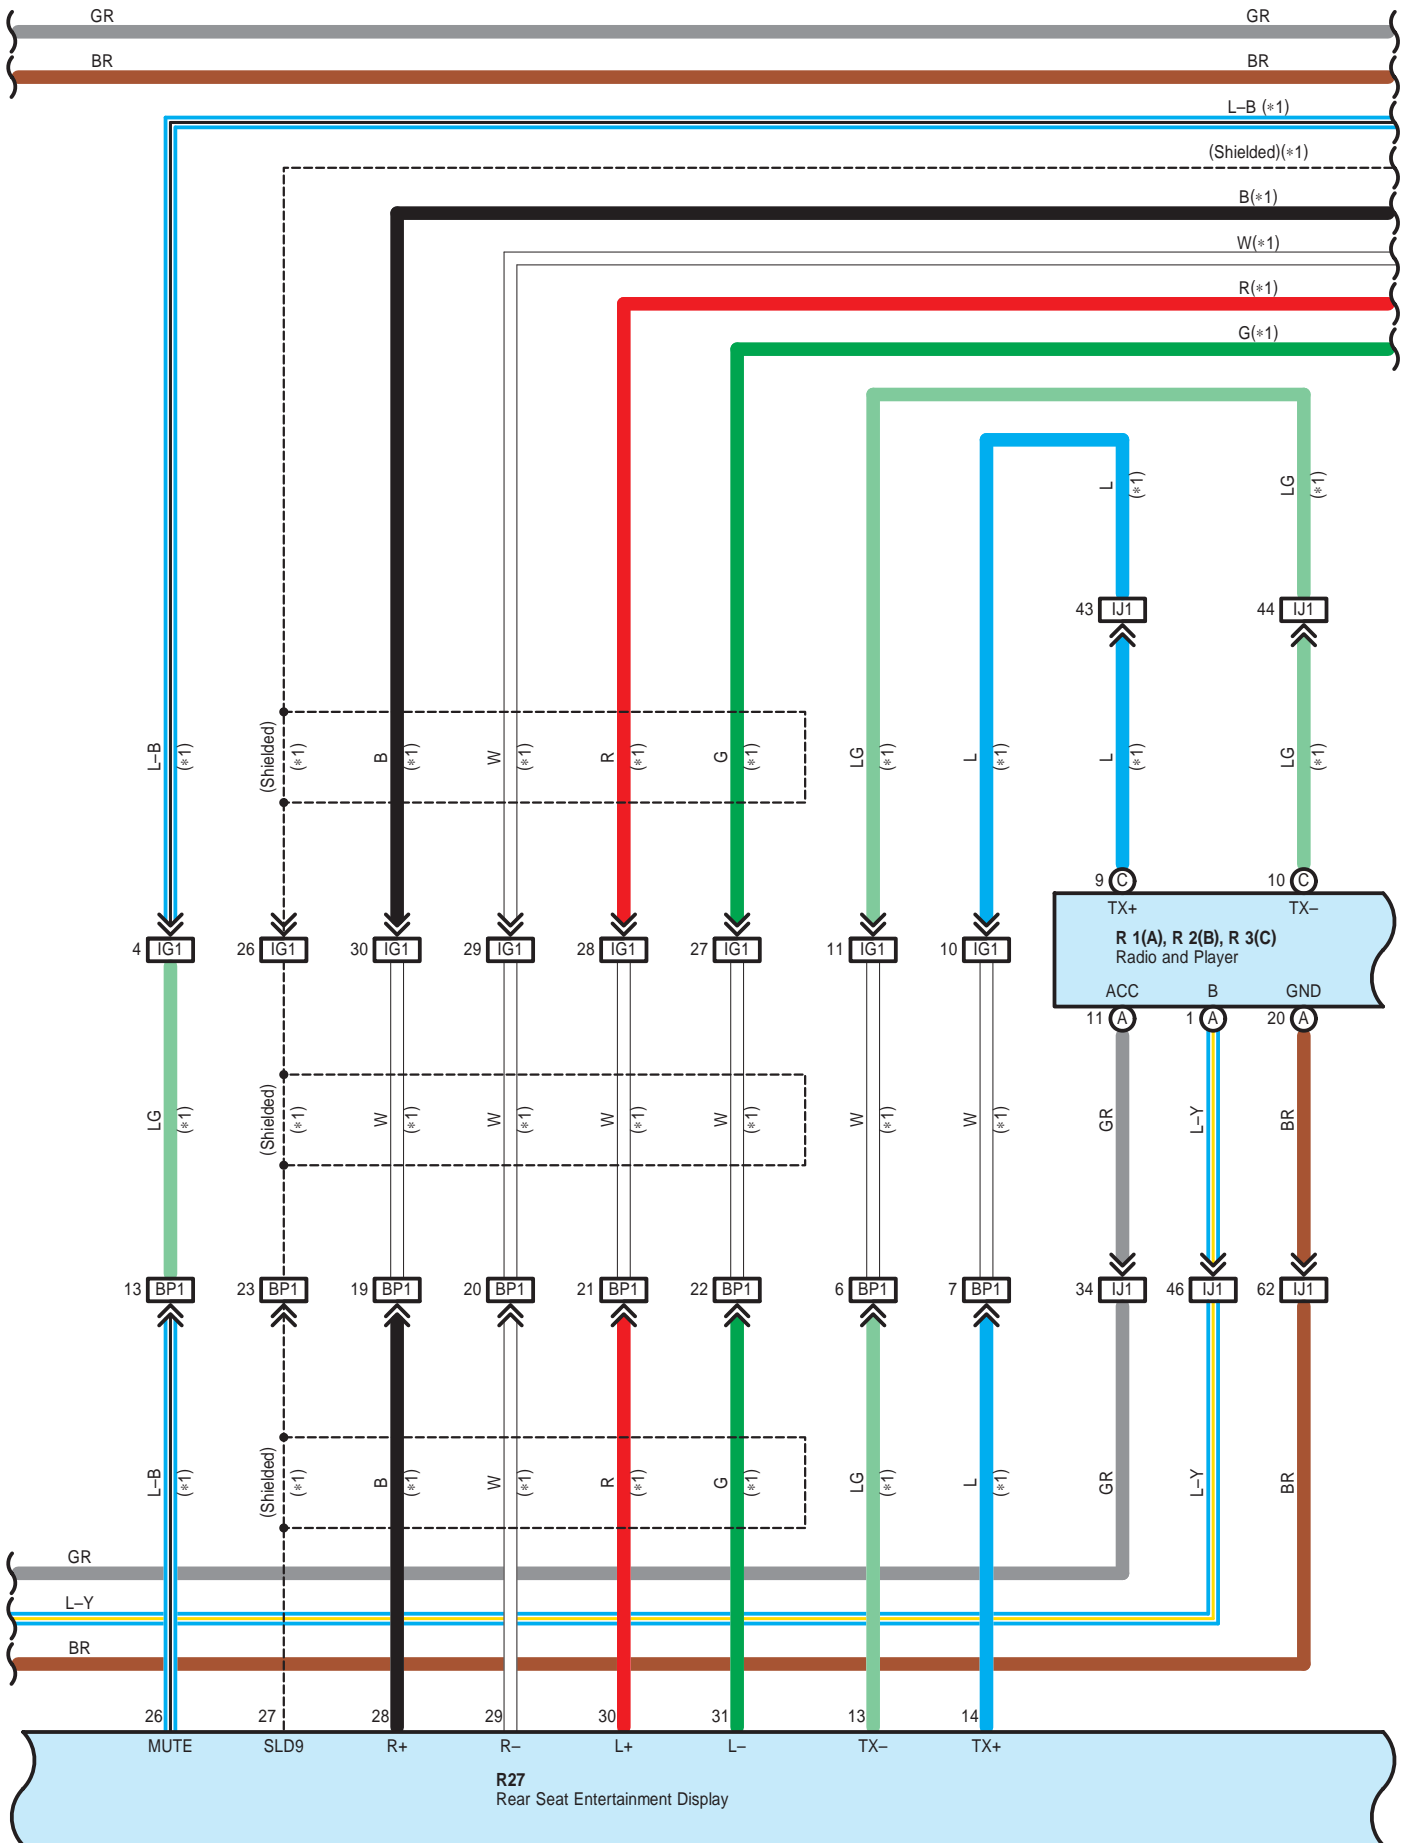 GR GR
BR BR
L–B (*1)
(Shielded)(*1)
B(*1)
W(*1)
R(*1)
G(*1)
L (*1) LG (*1)
43 IJ1 44 IJ1
L–B (*1) (Shielded) (*1) B (*1) W (*1) R (*1) G (*1) LG (*1) L (*1) L (*1) LG (*1)
9 C 10 C
TX+ TX–
R 1(A), R 2(B), R 3(C)
Radio and Player
4 IG1 26 IG1 30 IG1 29 IG1 28 IG1 27 IG1 11 IG1 10 IG1
ACC B GND
11 A 1 A 20 A
LG (*1) (Shielded) (*1) W (*1) W (*1) W (*1) W (*1) W (*1) W (*1) GR L–Y BR
13 BP1 23 BP1 19 BP1 20 BP1 21 BP1 22 BP1 6 BP1 7 BP1 34 IJ1 46 IJ1 62 IJ1
L–B (*1) (Shielded) (*1) B (*1) W (*1) R (*1) G (*1) LG (*1) L (*1) GR L–Y BR
GR
L–Y
BR
26 27 28 29 30 31 13 14
MUTE SLD9 R+ R– L+ L– TX– TX+
R27
Rear Seat Entertainment Display